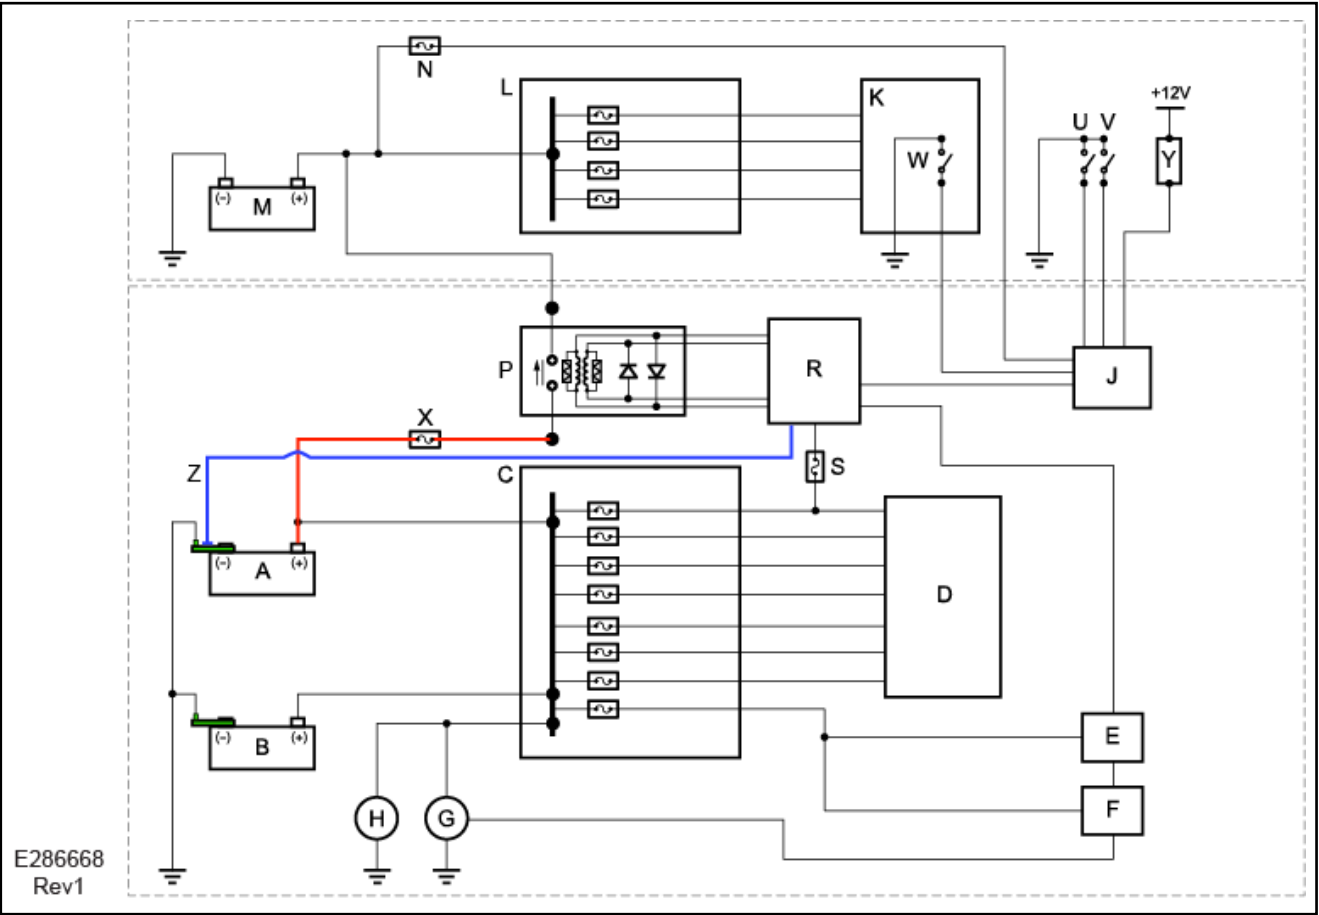 N
L
K
+12V
U V
W
Y
(-) (+)
M
P
R
J
X
Z
C
S
(-) (+)
A
D
(-) (+)
B
E
F
H
G
E286668
Rev1